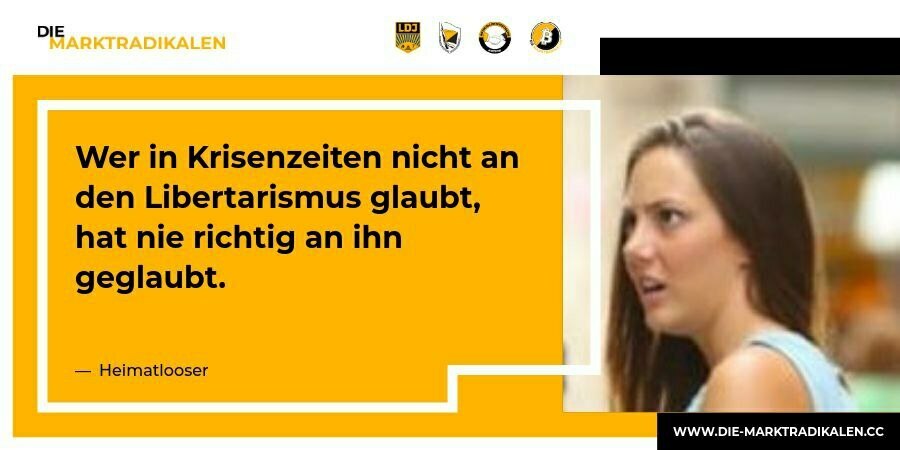 DIE
MARKTRADIKALEN
LDJ
Wer in Krisenzeiten nicht an
den Libertarismus glaubt,
hat nie richtig an ihn
geglaubt.
— Heimatlooser
WWW.DIE-MARKTRADIKALEN.CC